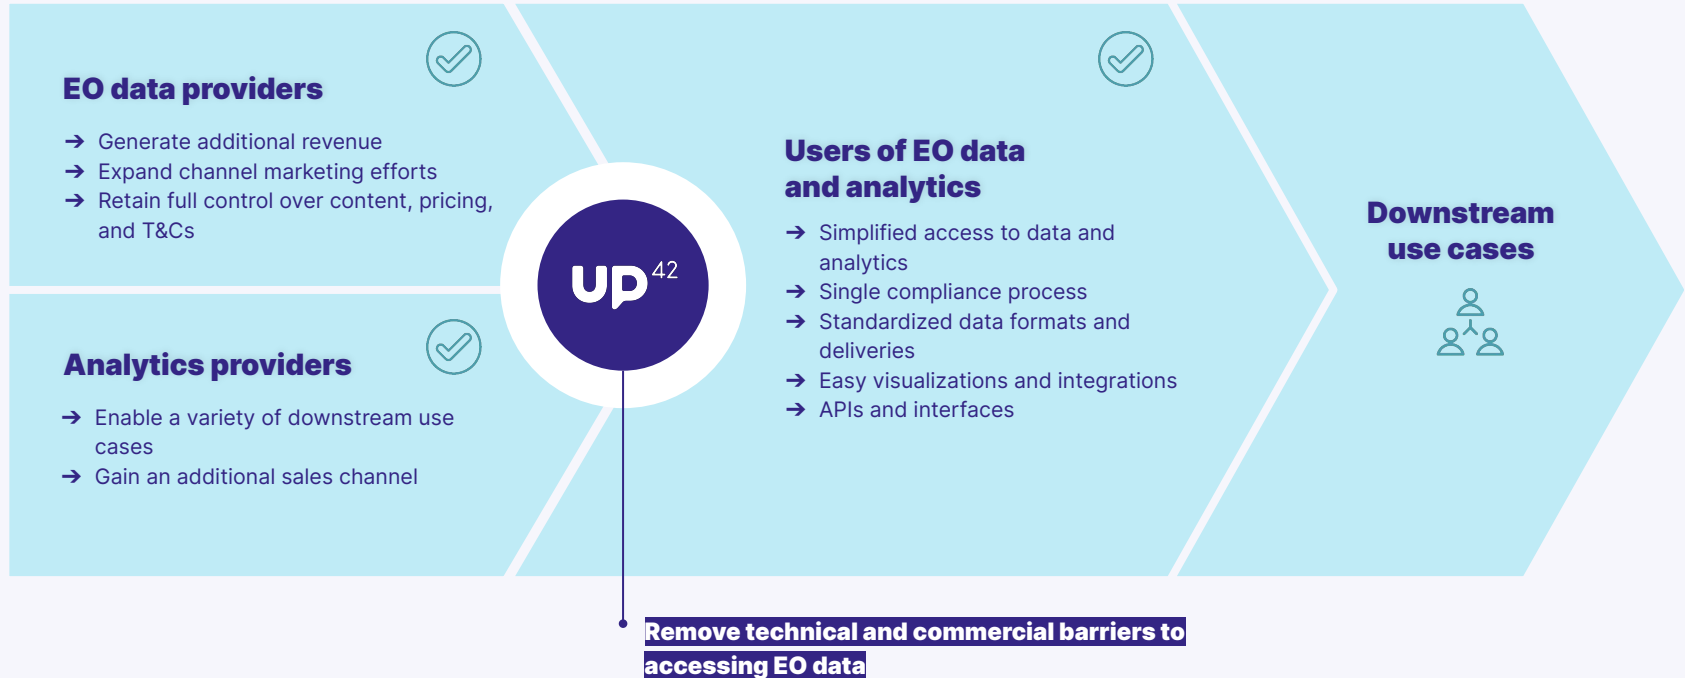 EO data providers
➔ Generate additional revenue
➔ Expand channel marketing efforts
➔ Retain full control over content, pricing,
and T&Cs
Analytics providers
➔ Enable a variety of downstream use
cases
➔ Gain an additional sales channel
UP42
Users of EO data
and analytics
➔ Simplified access to data and
analytics
➔ Single compliance process
➔ Standardized data formats and
deliveries
➔ Easy visualizations and integrations
➔ APIs and interfaces
Downstream
use cases
Remove technical and commercial barriers to
accessing EO data